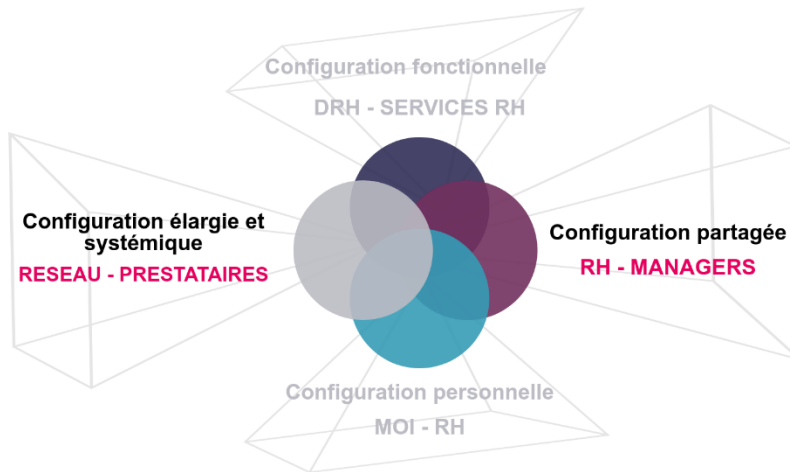 Configuration fonctionnelle
DRH - SERVICES RH
Configuration élargie et
systémique
RESEAU - PRESTATAIRES
Configuration partagée
RH - MANAGERS
Configuration personnelle
MOI - RH